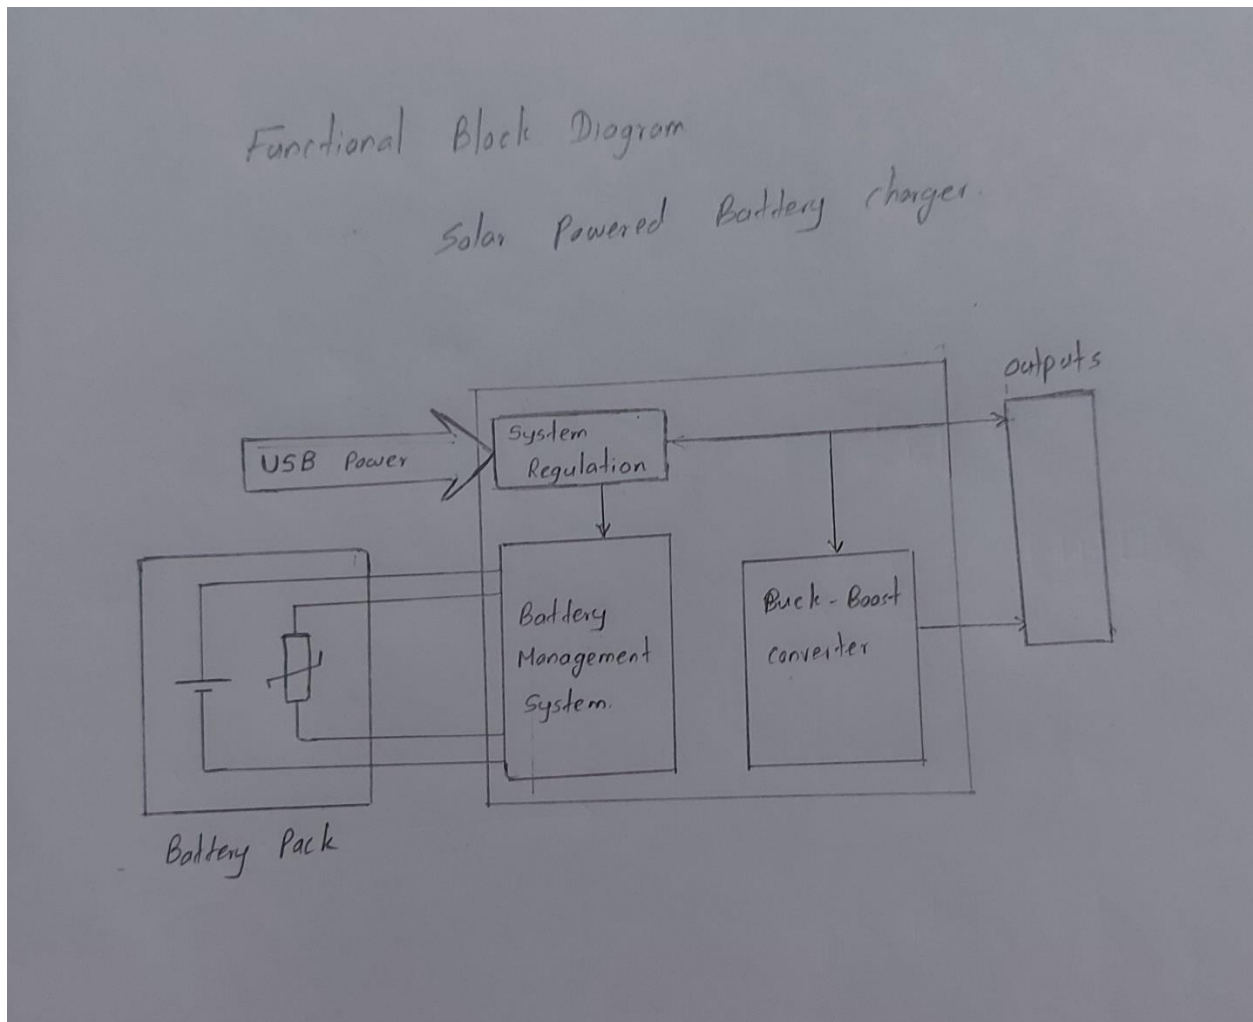 Functional Block Diagram
Solar Powered Battery charger.
outputs
System
Regulation
USB Power
Battery
Management
System.
Buck-Boost
converter
Battery Pack